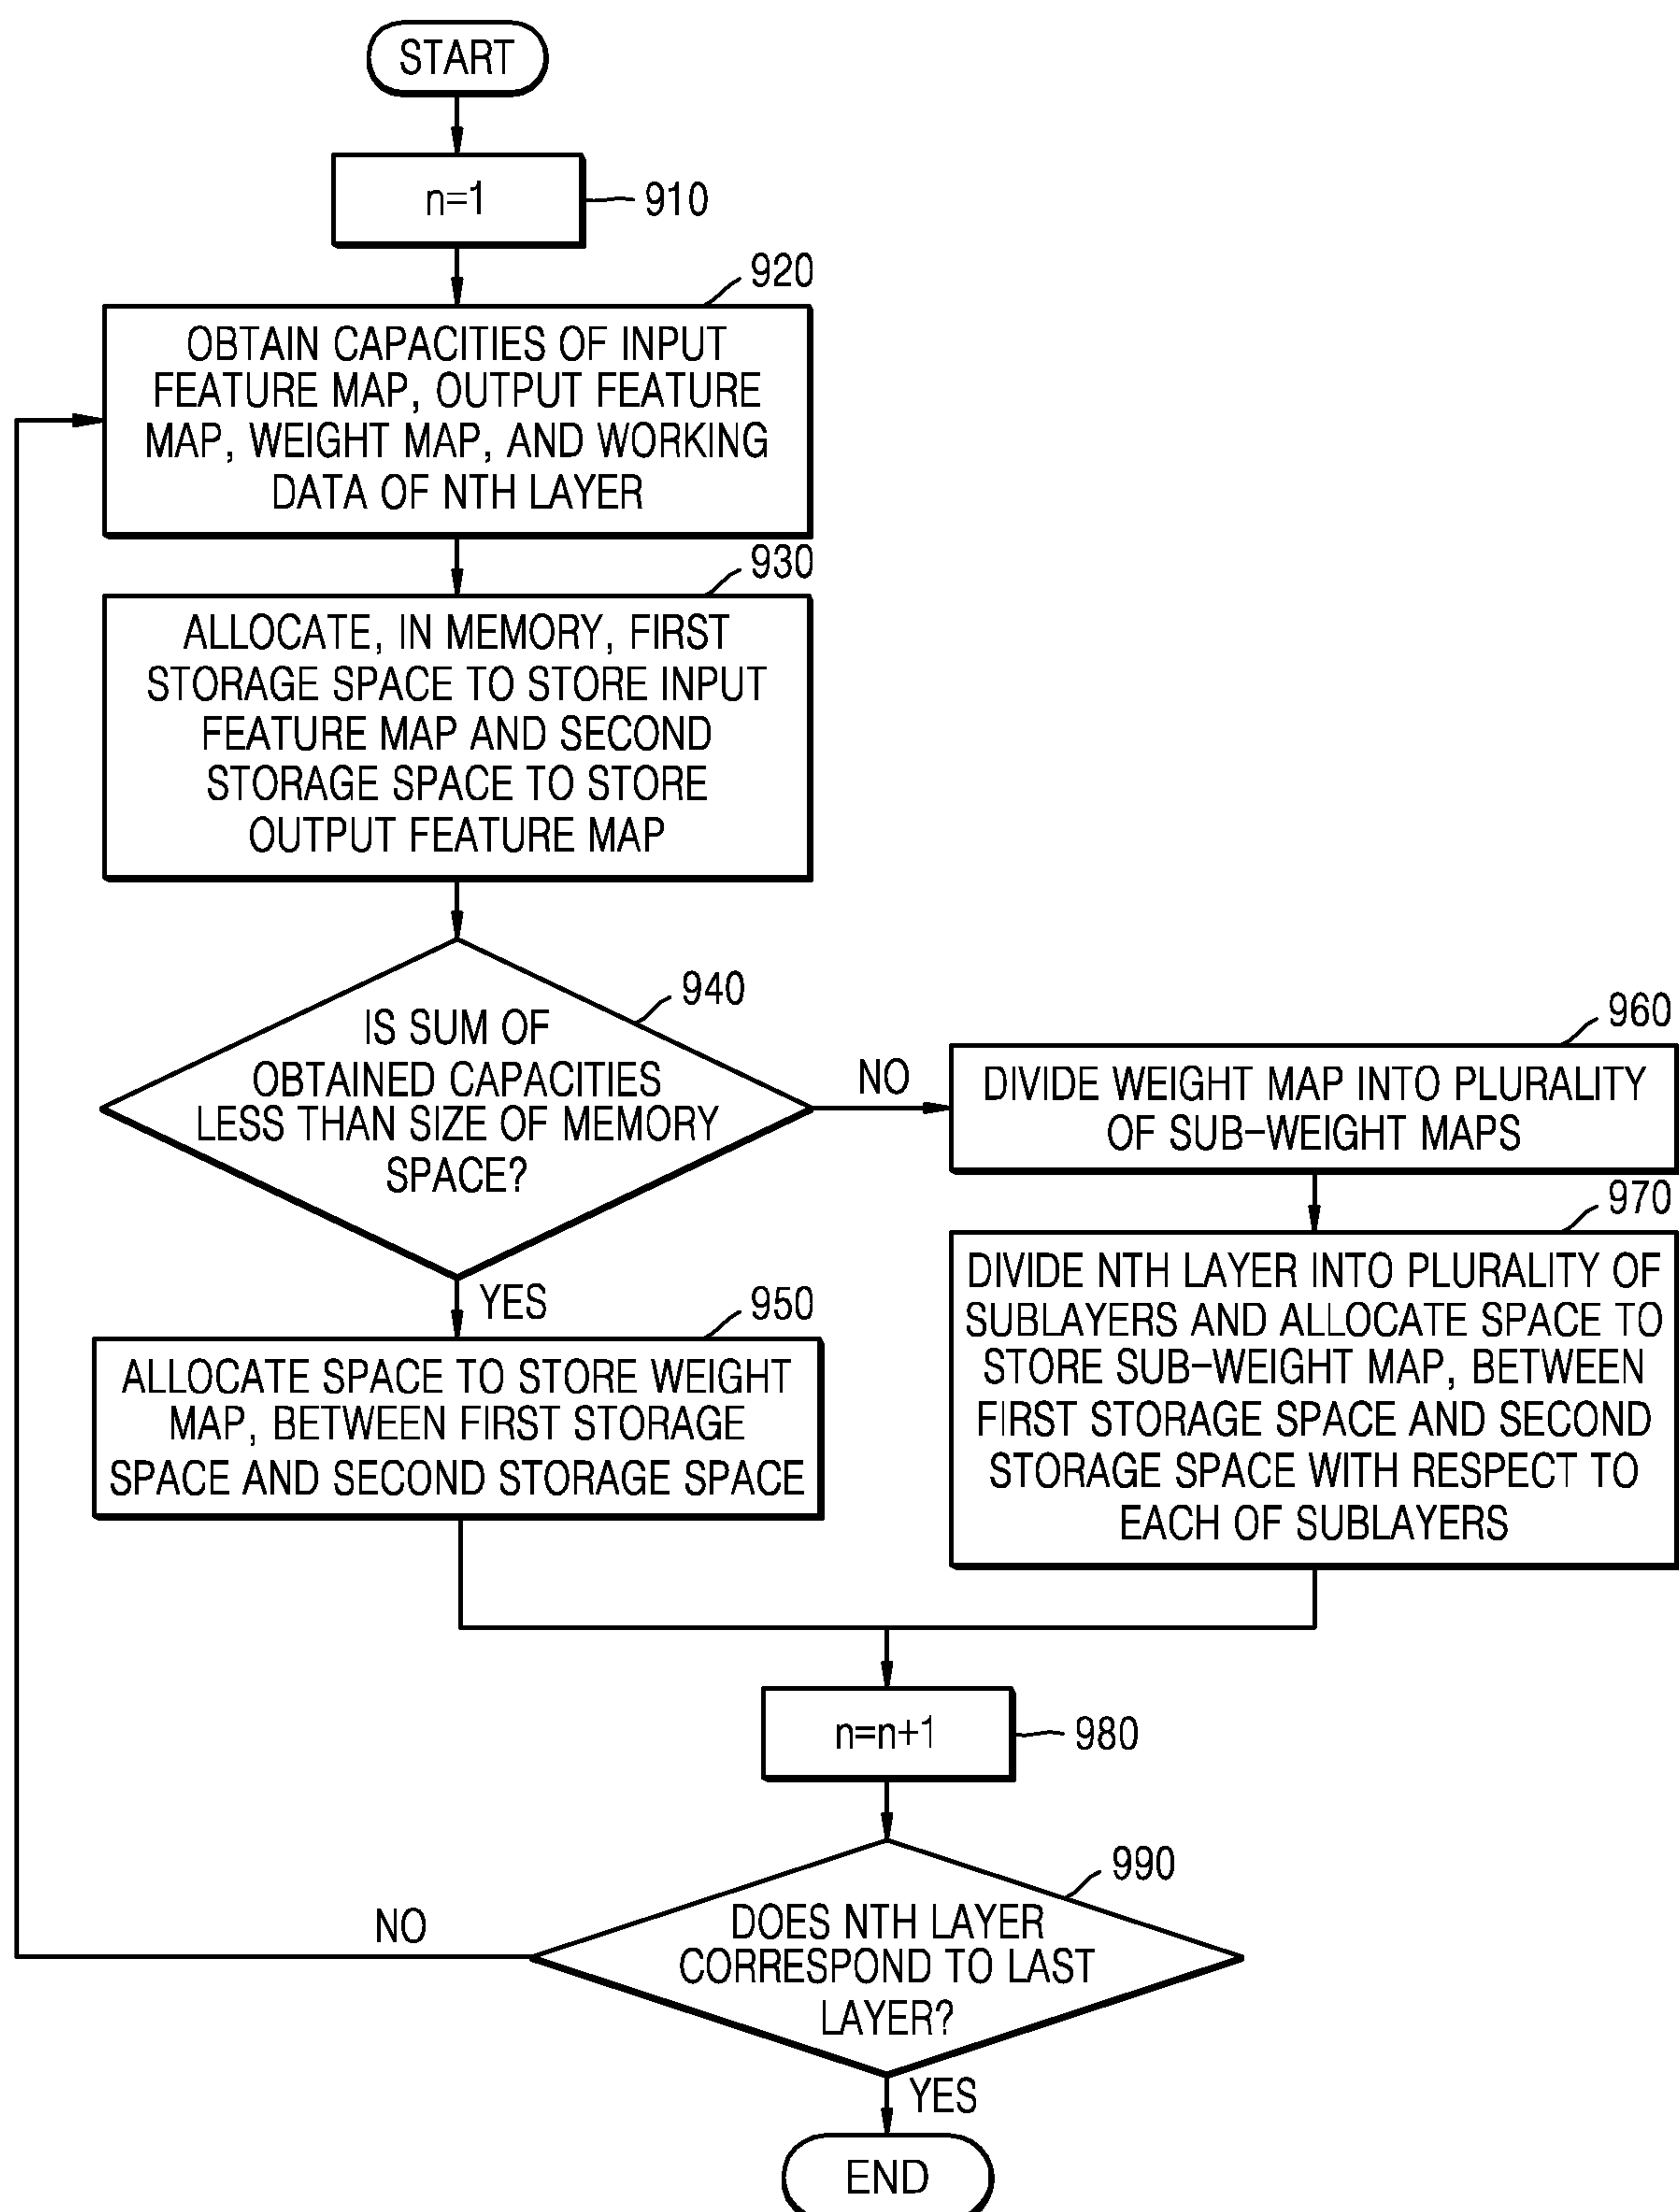 START
n=1
910
920
OBTAIN CAPACITIES OF INPUT
FEATURE MAP, OUTPUT FEATURE
MAP, WEIGHT MAP, AND WORKING
DATA OF NTH LAYER
930
ALLOCATE, IN MEMORY, FIRST
STORAGE SPACE TO STORE INPUT
FEATURE MAP AND SECOND
STORAGE SPACE TO STORE
OUTPUT FEATURE MAP
940
IS SUM OF
OBTAINED CAPACITIES
LESS THAN SIZE OF MEMORY
SPACE?
NO
960
DIVIDE WEIGHT MAP INTO PLURALITY
OF SUB-WEIGHT MAPS
970
DIVIDE NTH LAYER INTO PLURALITY OF
SUBLAYERS AND ALLOCATE SPACE TO
STORE SUB-WEIGHT MAP, BETWEEN
FIRST STORAGE SPACE AND SECOND
STORAGE SPACE WITH RESPECT TO
EACH OF SUBLAYERS
YES
950
ALLOCATE SPACE TO STORE WEIGHT
MAP, BETWEEN FIRST STORAGE
SPACE AND SECOND STORAGE SPACE
n=n+1
980
990
DOES NTH LAYER
CORRESPOND TO LAST
LAYER?
NO
YES
END